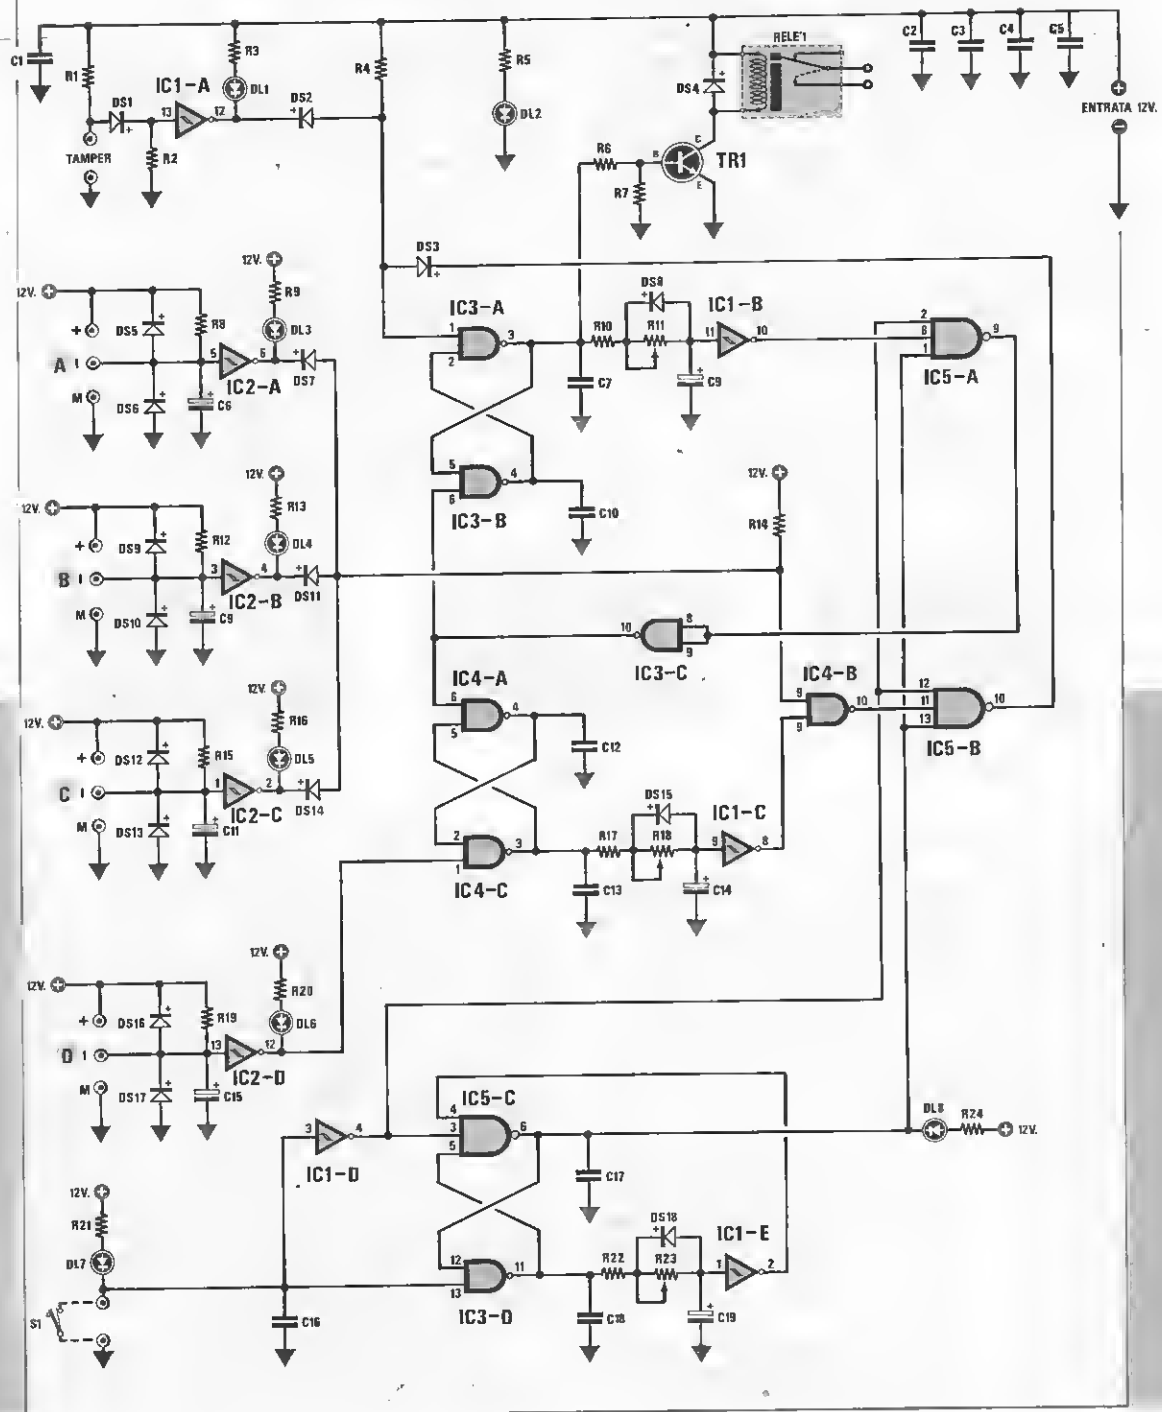 C1
R1
R3
IC1-A
DS1
13
12
DL1
DS2
R4
R5
DL2
TAMPER
R2
RELE'1
DS4
C2
C3
C4
C5
ENTRATA 12V.
R6
B
C
E
TR1
R7
12V.
R9
DL3
12V.
DS5
R8
+
A
I
5
6
IC2-A
DS7
M
DS6
C6
DS3
IC3-A
1
2
3
DS8
R10
R11
IC1-B
11
10
C7
C9
2
8
1
9
IC5-A
5
6
4
IC3-B
C10
12V.
R14
12V.
R13
DL4
12V.
DS9
R12
+
B
I
3
4
IC2-B
DS11
M
DS10
C9
10
8
9
IC3-C
IC4-A
6
5
4
C12
IC4-B
9
9
10
12
11
13
10
IC5-B
12V.
R16
DL5
12V.
DS12
R15
+
C
I
1
2
IC2-C
DS14
M
DS13
C11
2
1
3
IC4-C
DS15
R17
R18
IC1-C
9
8
C13
C14
12V.
R20
DL6
12V.
DS16
R19
+
D
I
13
12
IC2-D
M
DS17
C15
IC5-C
4
3
5
6
3
4
IC1-D
C17
DL8
R24
12V.
12V.
R21
DL7
S1
C16
12
13
11
IC3-D
DS18
R22
R23
IC1-E
1
2
C18
C19